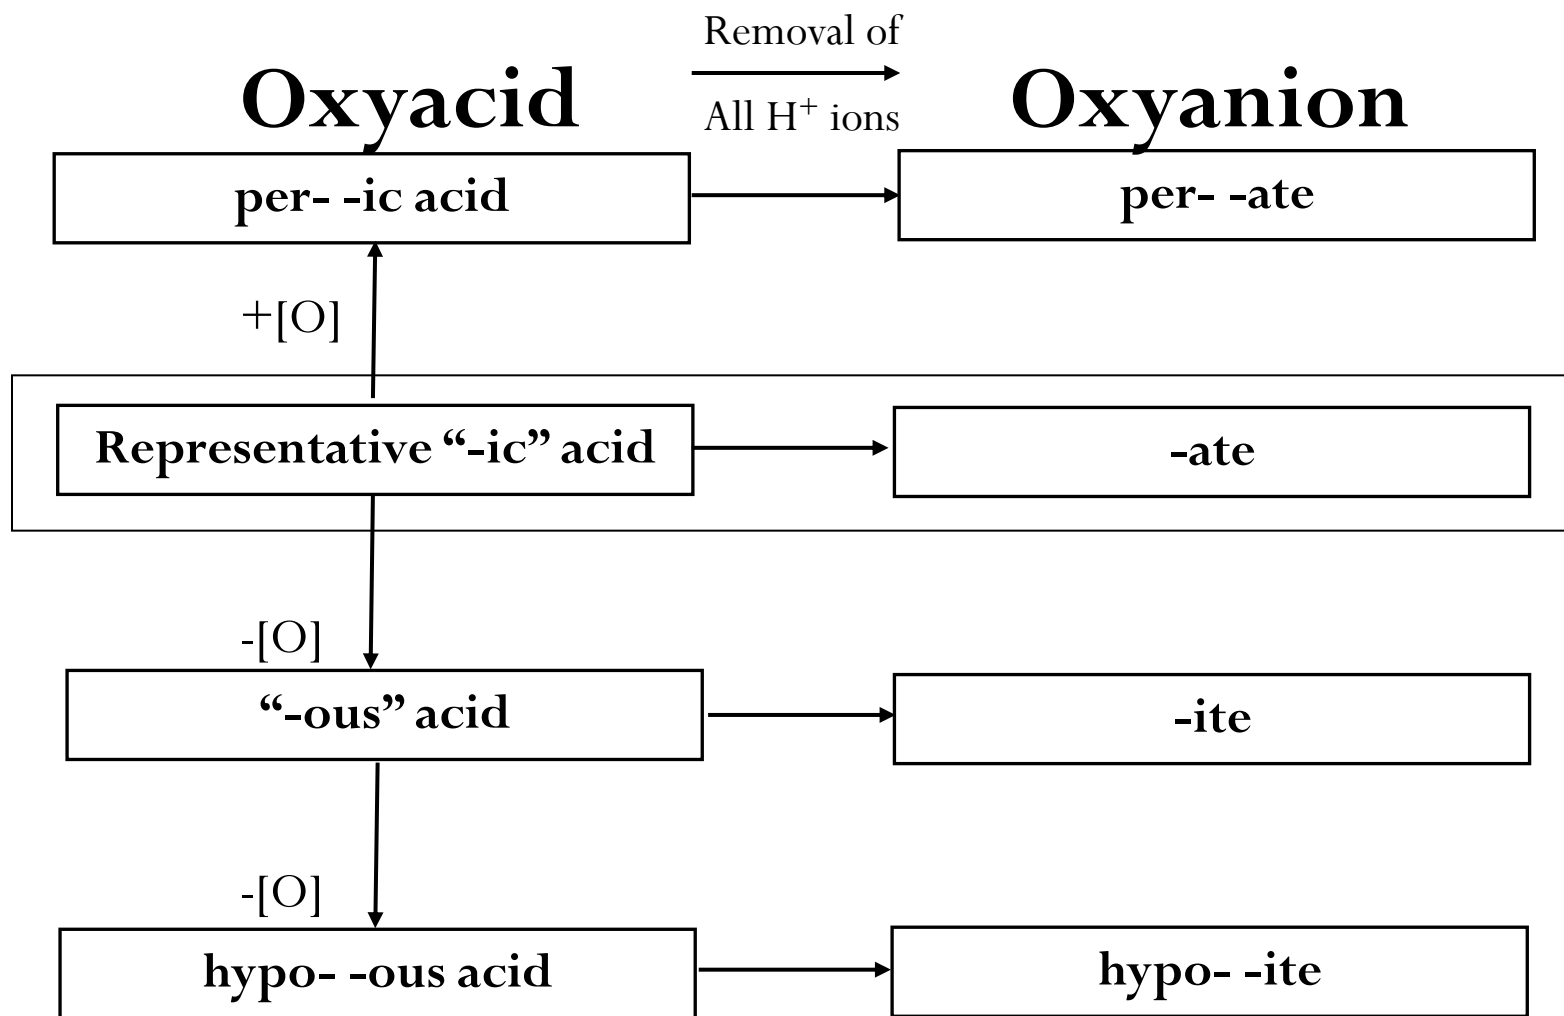 Removal of
Oxyacid Oxyanion
All H⁺ ions
per- -ic acid per- -ate
+[O]
Representative “-ic” acid -ate
-[O]
“-ous” acid -ite
-[O]
hypo- -ous acid hypo- -ite